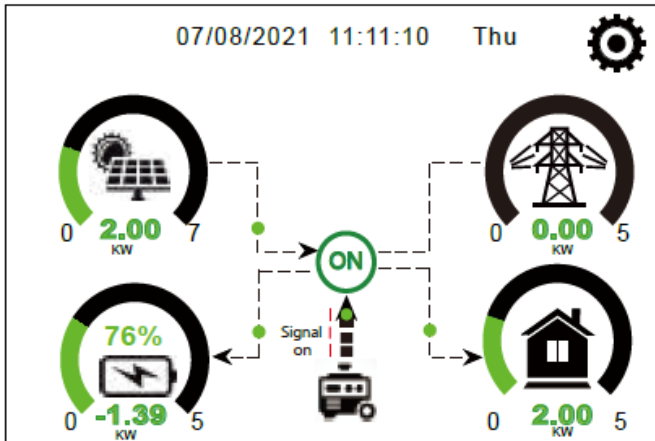 07/08/2021 11:11:10 Thu
0 2.00 7
KW
0 0.00 5
KW
ON
76%
0 -1.39 5
KW
Signal
on
0 2.00 5
KW